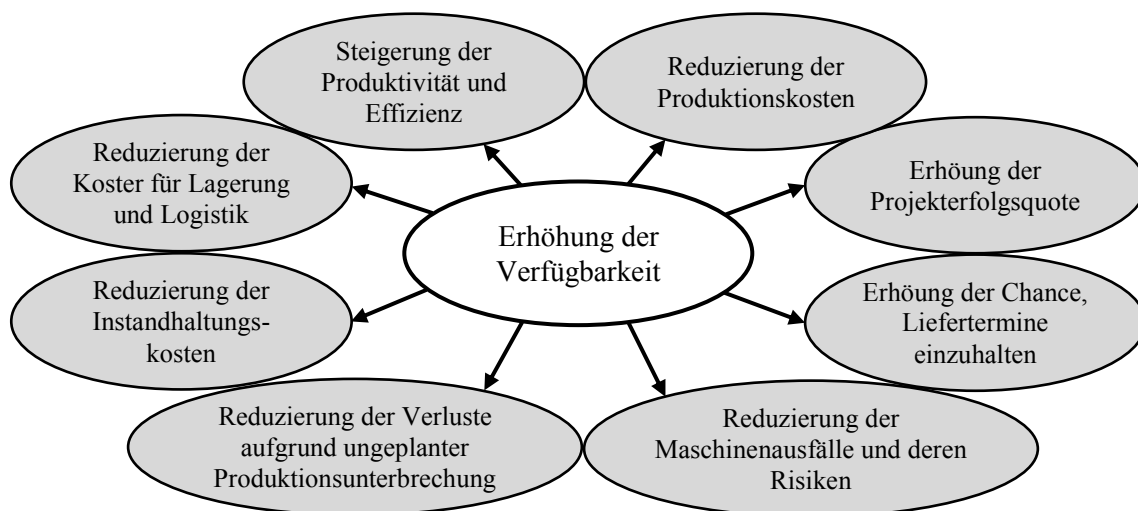 Steigerung der
Produktivität und
Effizienz
Reduzierung der
Produktionskosten
Reduzierung der
Koster für Lagerung
und Logistik
Erhöung der
Projekterfolgsquote
Erhöhung der
Verfügbarkeit
Reduzierung der
Instandhaltungs-
kosten
Erhöung der Chance,
Liefertermine
einzuhalten
Reduzierung der Verluste
aufgrund ungeplanter
Produktionsunterbrechung
Reduzierung der
Maschinenausfälle und deren
Risiken